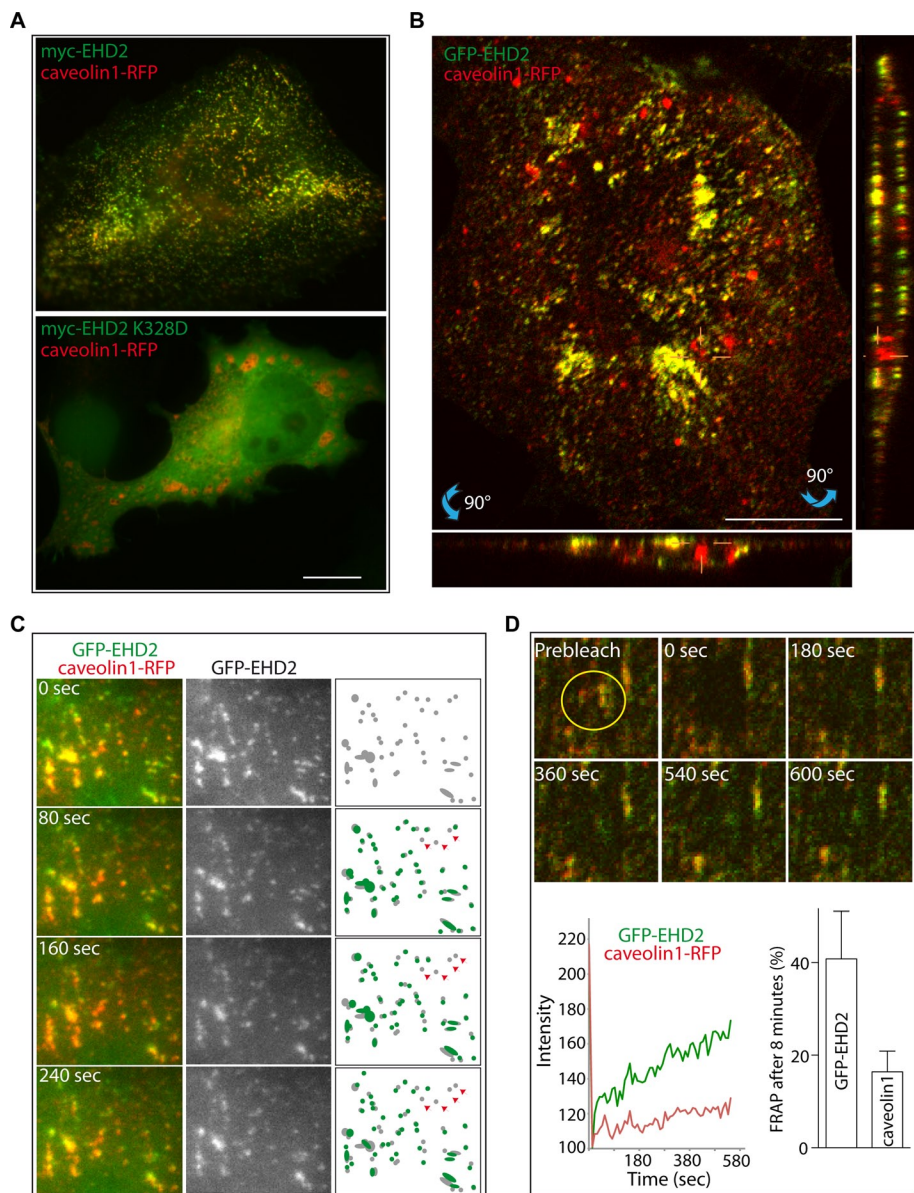 A
myc-EHD2
caveolin1-RFP
myc-EHD2 K328D
caveolin1-RFP
B
GFP-EHD2
caveolin1-RFP
90°
90°
C
GFP-EHD2
caveolin1-RFP
GFP-EHD2
0 sec
80 sec
160 sec
240 sec
D
Prebleach
0 sec
180 sec
360 sec
540 sec
600 sec
GFP-EHD2
caveolin1-RFP
Intensity
220
200
180
160
140
120
100
180
380
580
Time (sec)
FRAP after 8 minutes (%)
40
20
0
GFP-EHD2
caveolin1